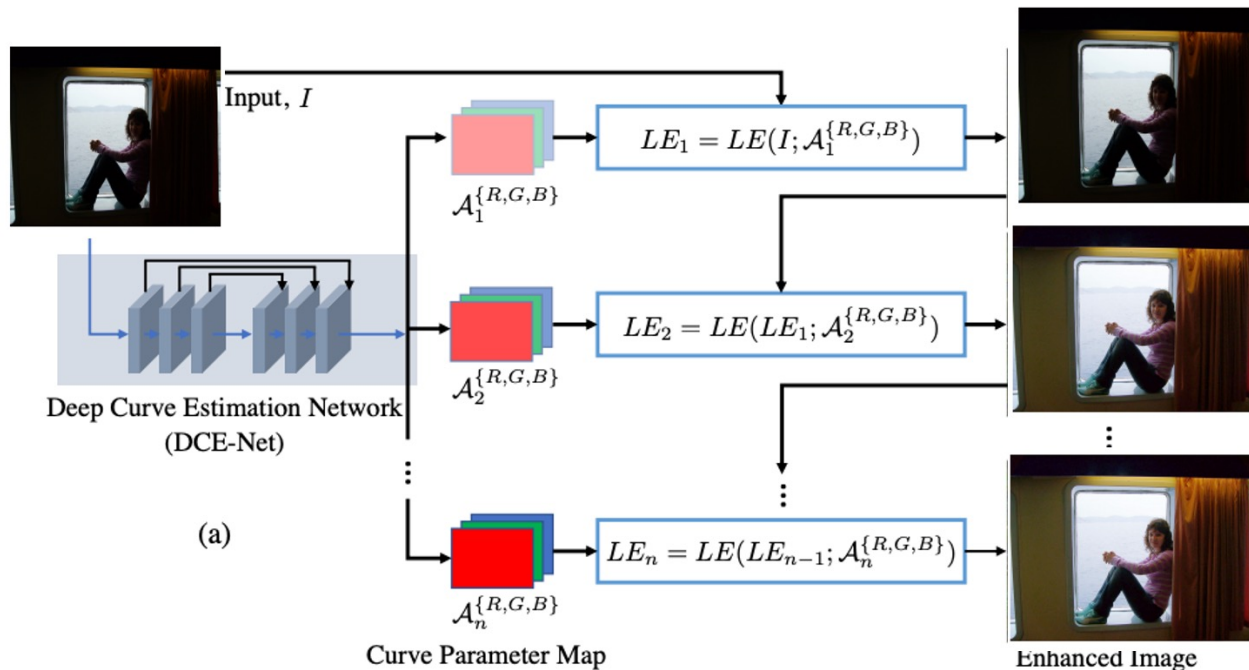 Input, I
LE₁ = LE(I; 𝒜₁^{R,G,B})
𝒜₁^{R,G,B}
LE₂ = LE(LE₁; 𝒜₂^{R,G,B})
𝒜₂^{R,G,B}
Deep Curve Estimation Network
(DCE-Net)
⋮
...
(a)
LEₙ = LE(LEₙ₋₁; 𝒜ₙ^{R,G,B})
𝒜ₙ^{R,G,B}
Curve Parameter Map
Enhanced Image